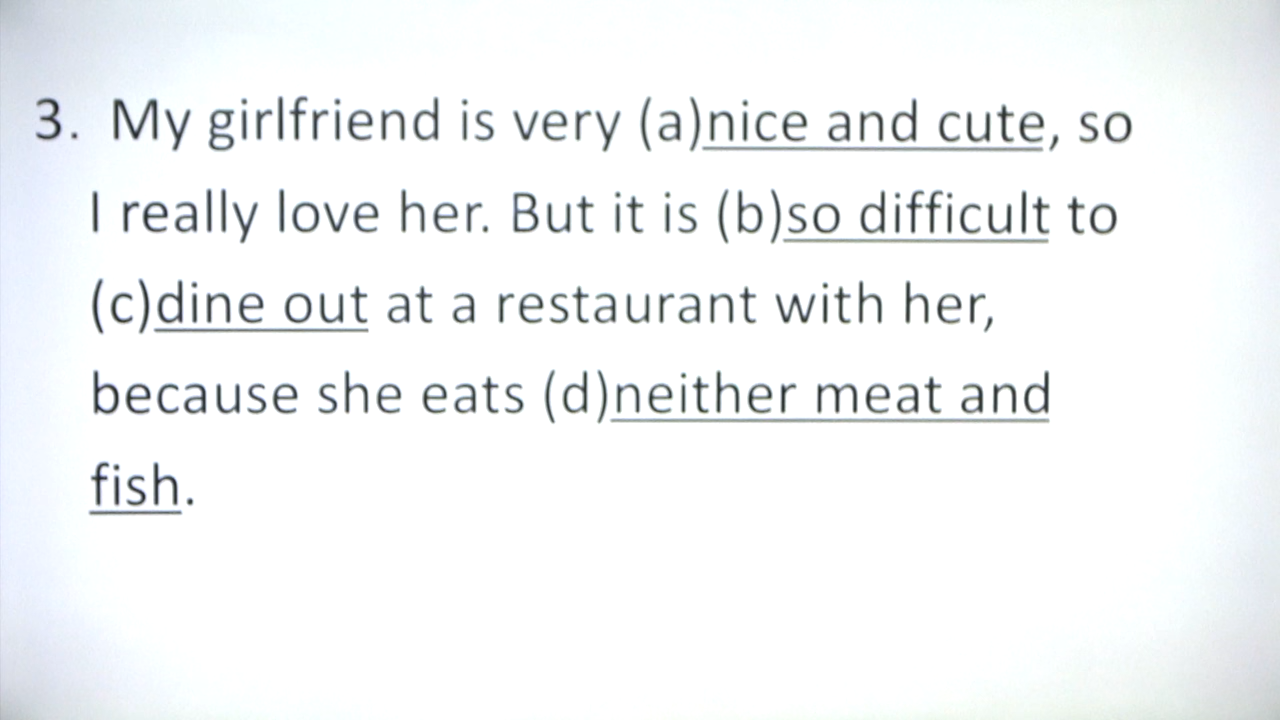 3. My girlfriend is very (a)nice and cute, so
I really love her. But it is (b)so difficult to
(c)dine out at a restaurant with her,
because she eats (d)neither meat and
fish.